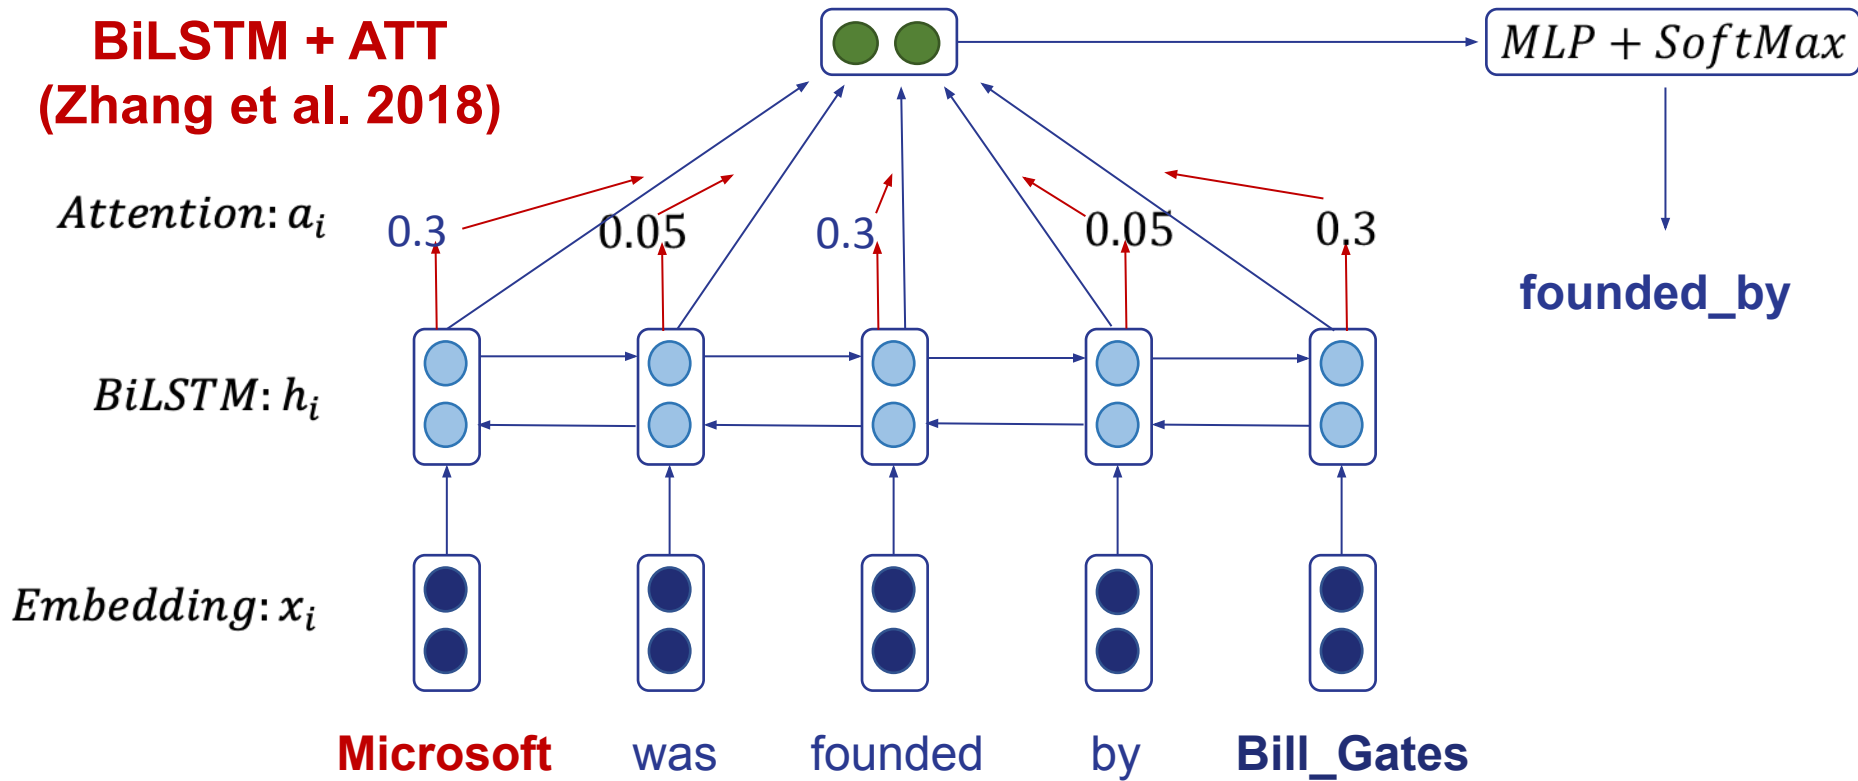 BiLSTM + ATT
(Zhang et al. 2018)
MLP + SoftMax
Attention: a_i 0.3 0.05 0.3 0.05 0.3
founded_by
BiLSTM: h_i
Embedding: x_i
Microsoft was founded by Bill_Gates